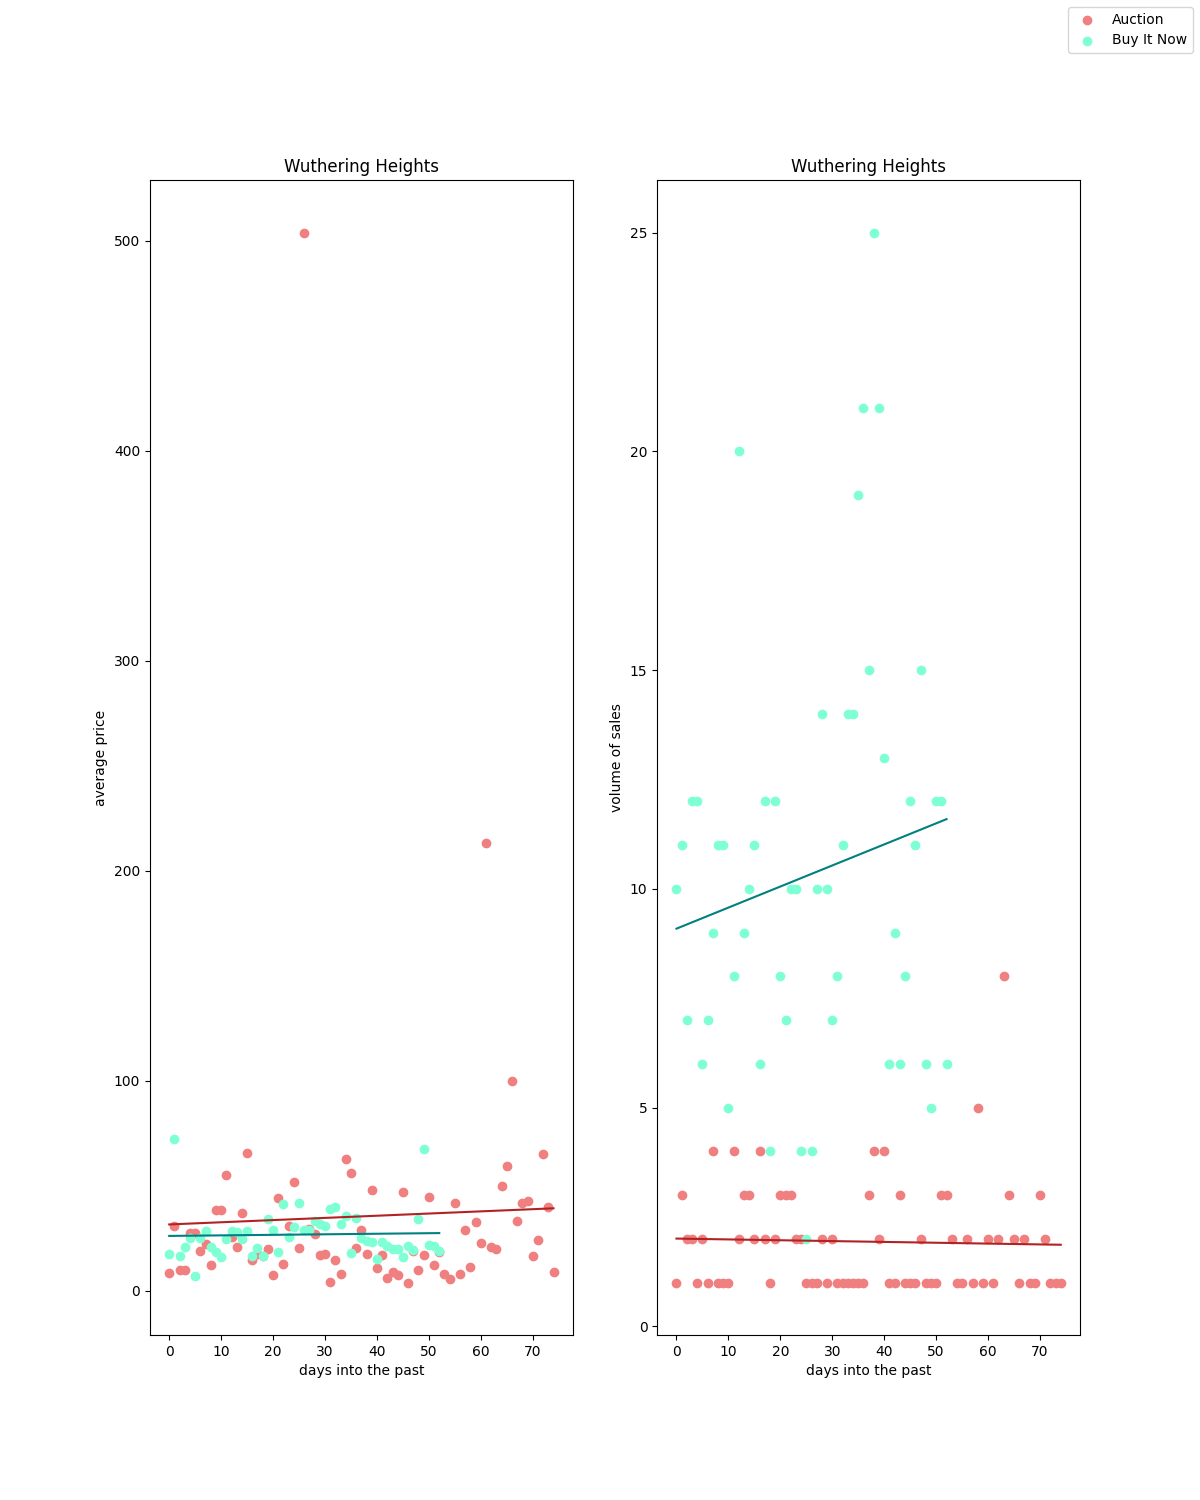 Auction
Buy It Now
Wuthering Heights
500
400
300
200
100
0
average price
0 10 20 30 40 50 60 70
days into the past
Wuthering Heights
25
20
15
10
5
0
volume of sales
0 10 20 30 40 50 60 70
days into the past